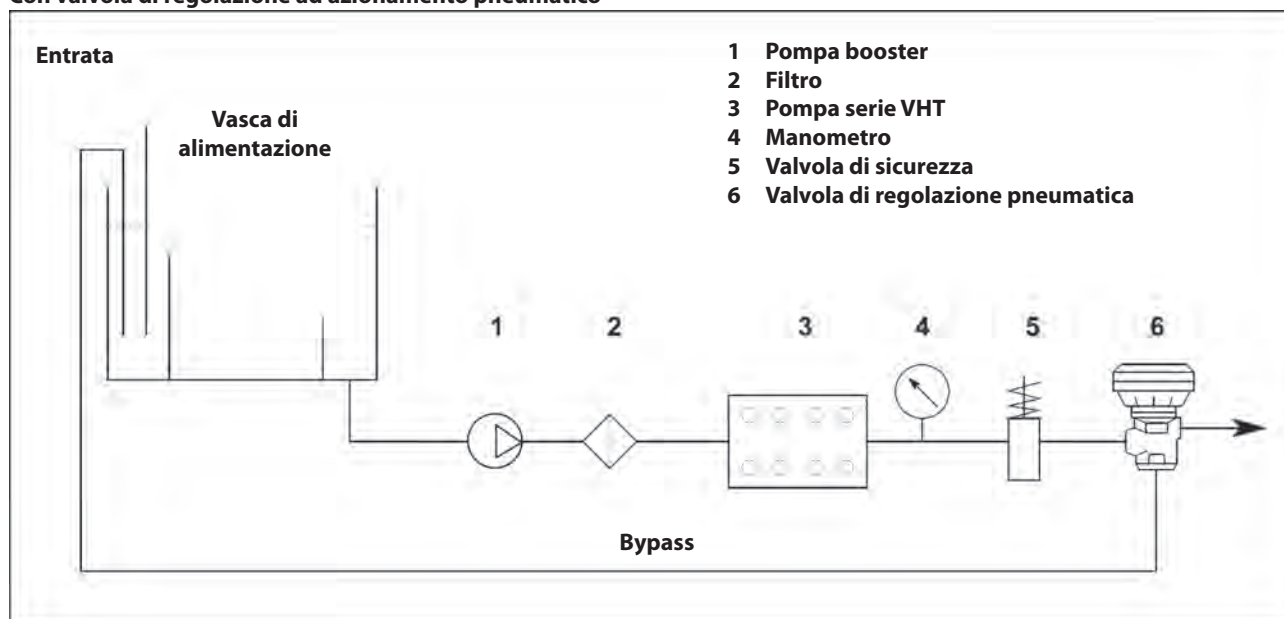 Con valvola di regolazione ad azionamento pneumatico
Entrata
Vasca di
alimentazione
1 Pompa booster
2 Filtro
3 Pompa serie VHT
4 Manometro
5 Valvola di sicurezza
6 Valvola di regolazione pneumatica
1 2 3 4 5 6
Bypass